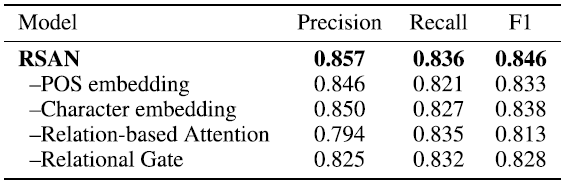 Model Precision Recall F1
RSAN 0.857 0.836 0.846
–POS embedding 0.846 0.821 0.833
–Character embedding 0.850 0.827 0.838
–Relation-based Attention 0.794 0.835 0.813
–Relational Gate 0.825 0.832 0.828